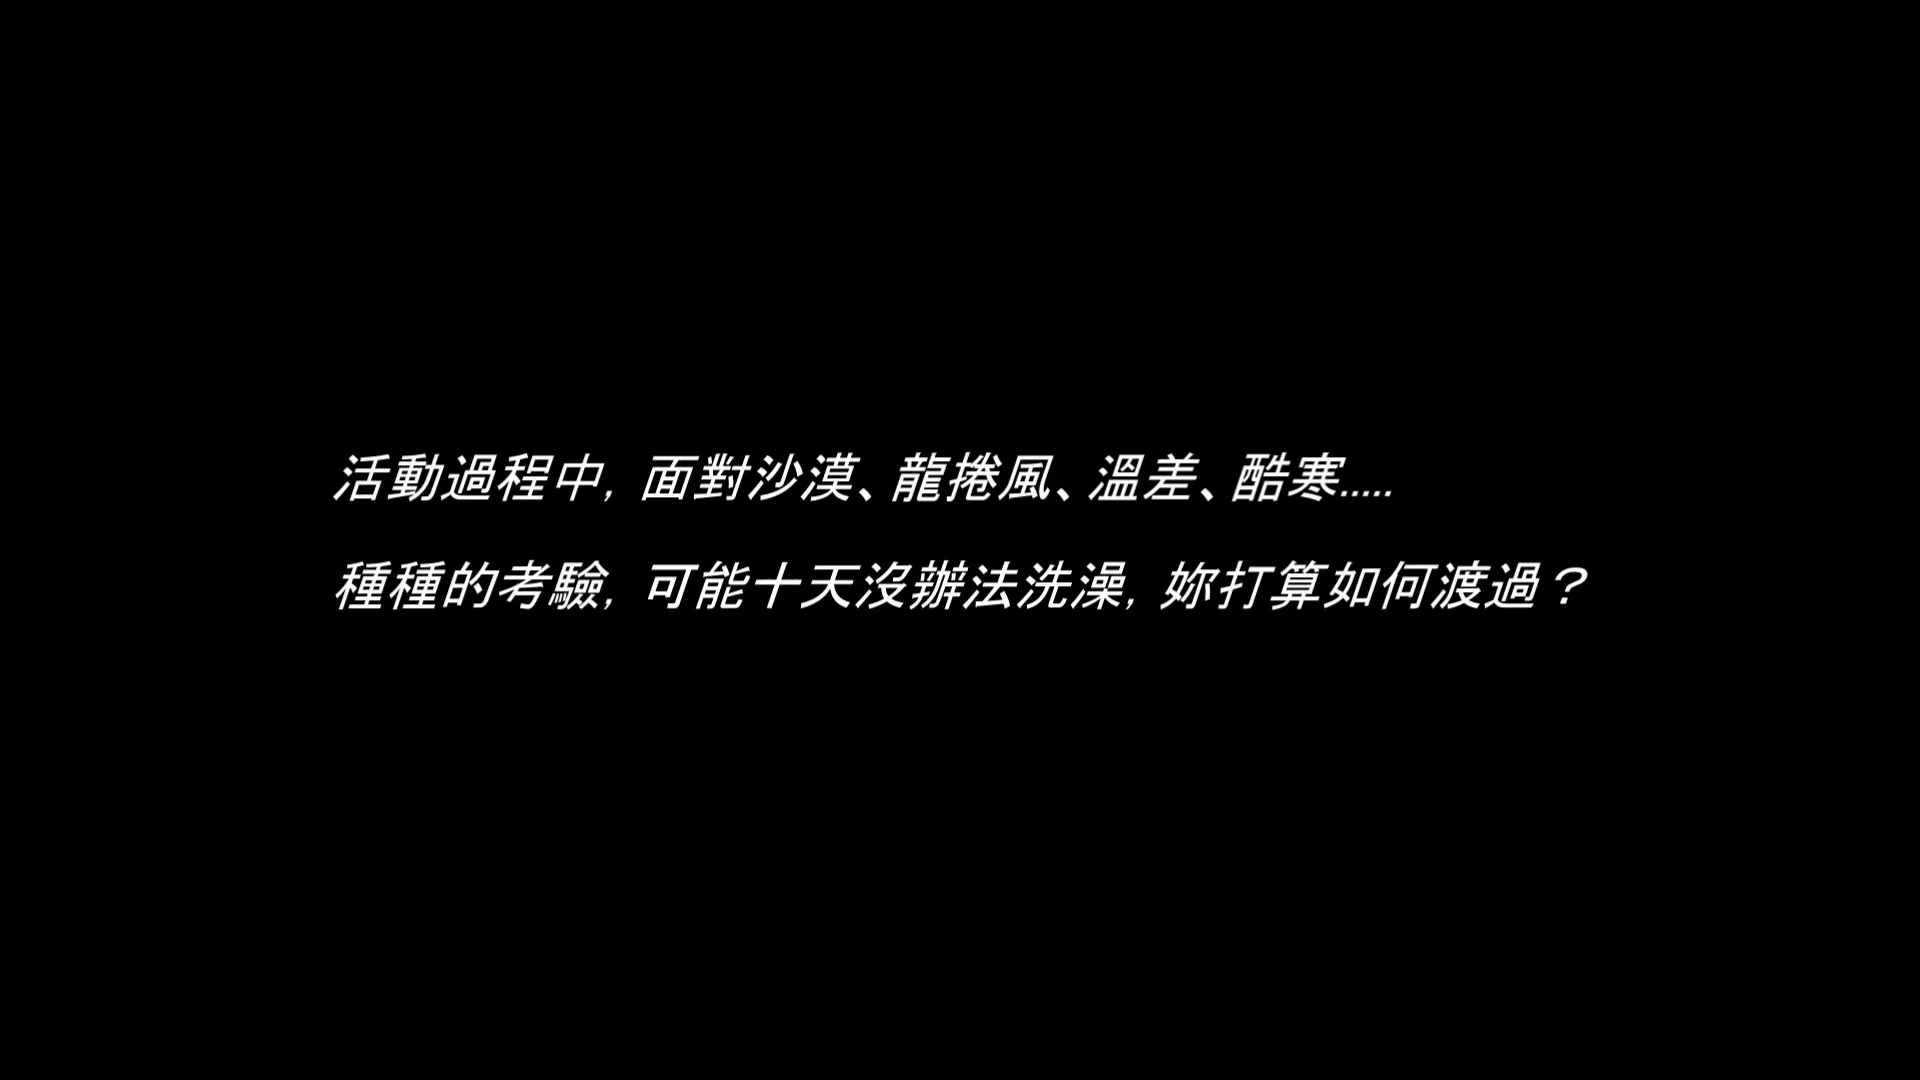 活動過程中, 面對沙漠、龍捲風、溫差、酷寒.....
種種的考驗, 可能十天沒辦法洗澡, 妳打算如何渡過？